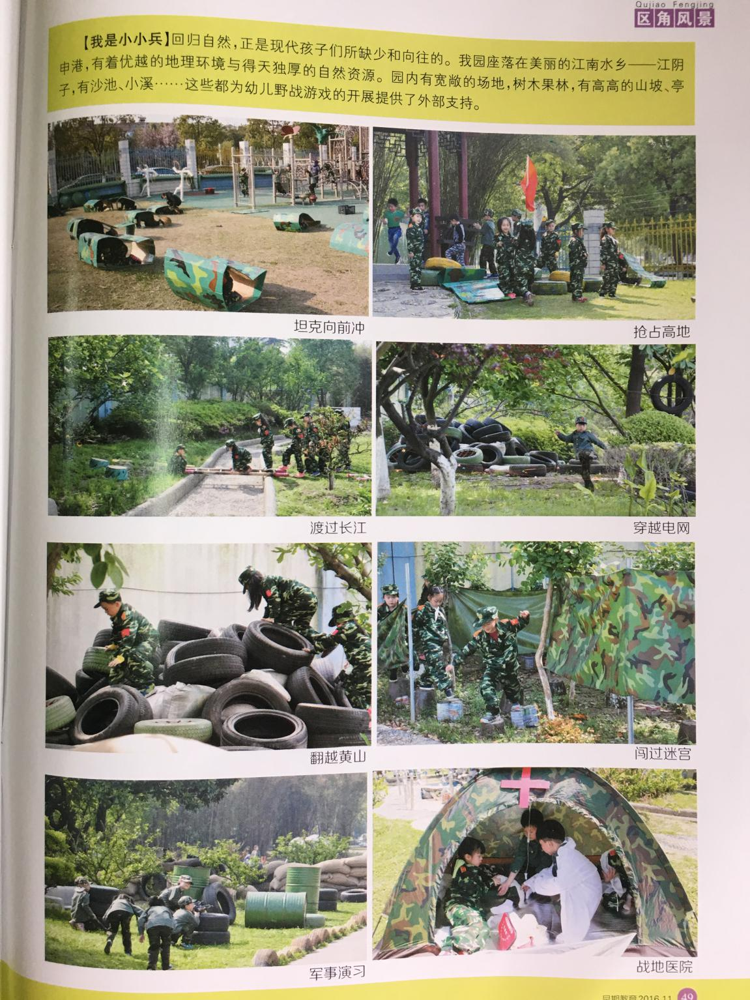 Qujiao Fengjing
区角风景
【我是小小兵】回归自然，正是现代孩子们所缺少和向往的。我园座落在美丽的江南水乡——江阴
申港，有着优越的地理环境与得天独厚的自然资源。园内有宽敞的场地，树木果林，有高高的山坡、亭
子，有沙池、小溪……这些都为幼儿野战游戏的开展提供了外部支持。
坦克向前冲
抢占高地
渡过长江
穿越电网
翻越黄山
闯过迷宫
军事演习
战地医院
早期教育2016.11 49